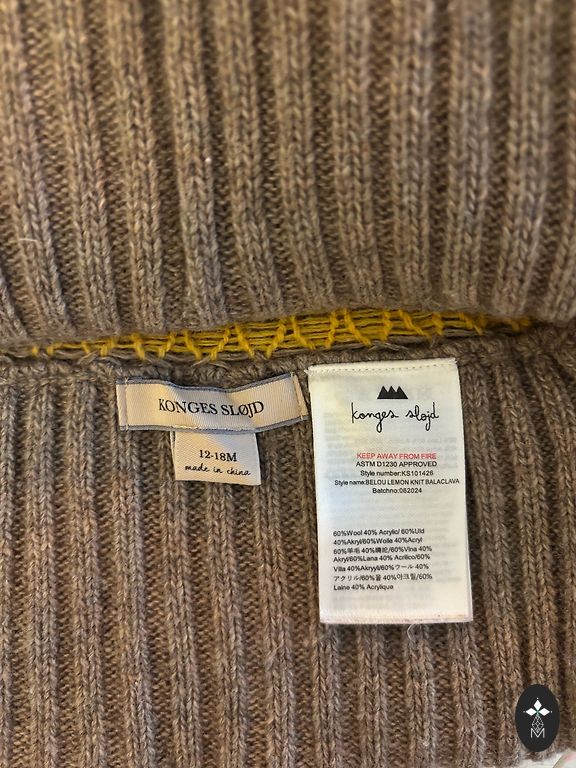 KONGES SLØJD
12-18M
made in china
konges sløjd
KEEP AWAY FROM FIRE
ASTM D1230 APPROVED
Style number:KS101426
Style name:BELOU LEMON KNIT BALACLAVA
Batchno:082024
60%Wool 40% Acrylic/ 60%Uld
40%Akryl/60%Wolle 40%Acryl
60%羊毛 40%腈纶/60%Vlna 40%
Akryl/60%Lana 40% Acrilico/60%
Villa 40%Akryyli/60%ウール 40%
アクリル/60%울 40%아크릴/60%
Laine 40% Acrylique
M